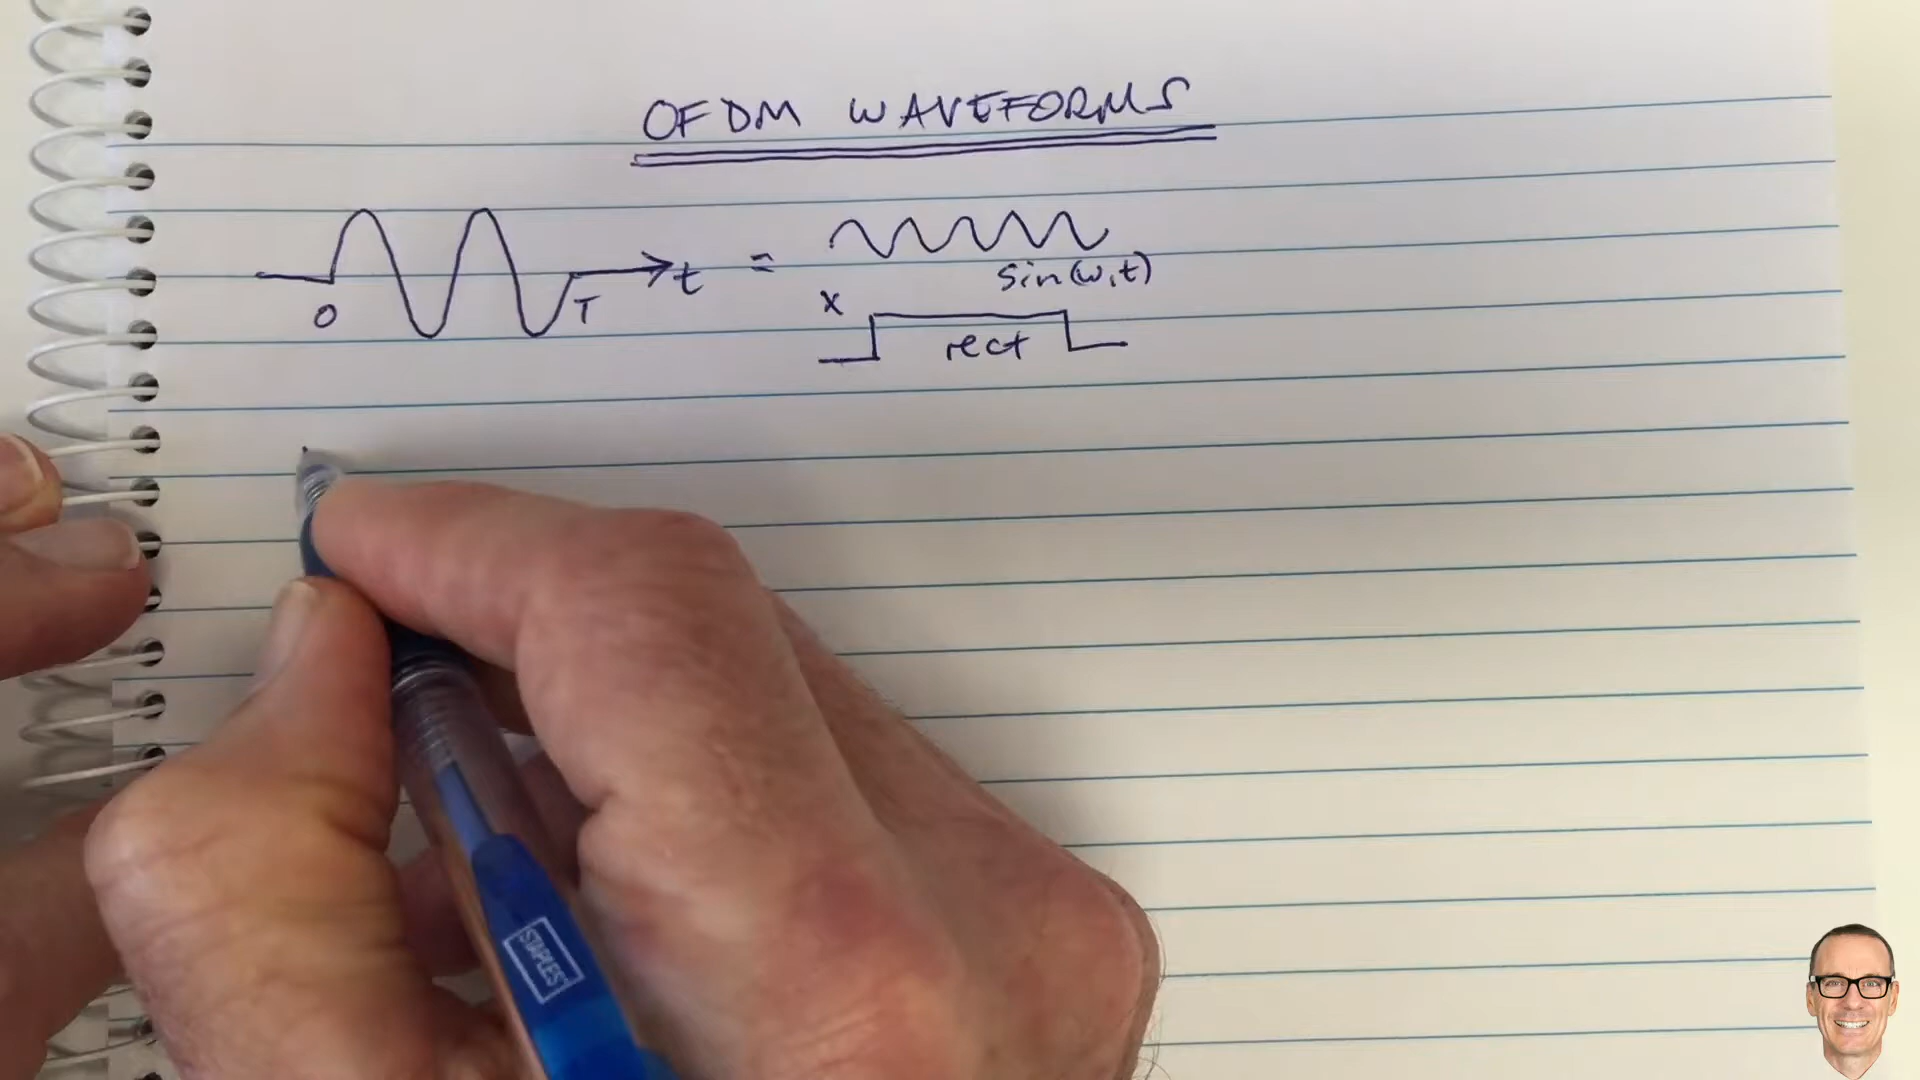 OFDM WAVEFORMS
0 T t = sin(ω₁t)
x rect
STAPLES